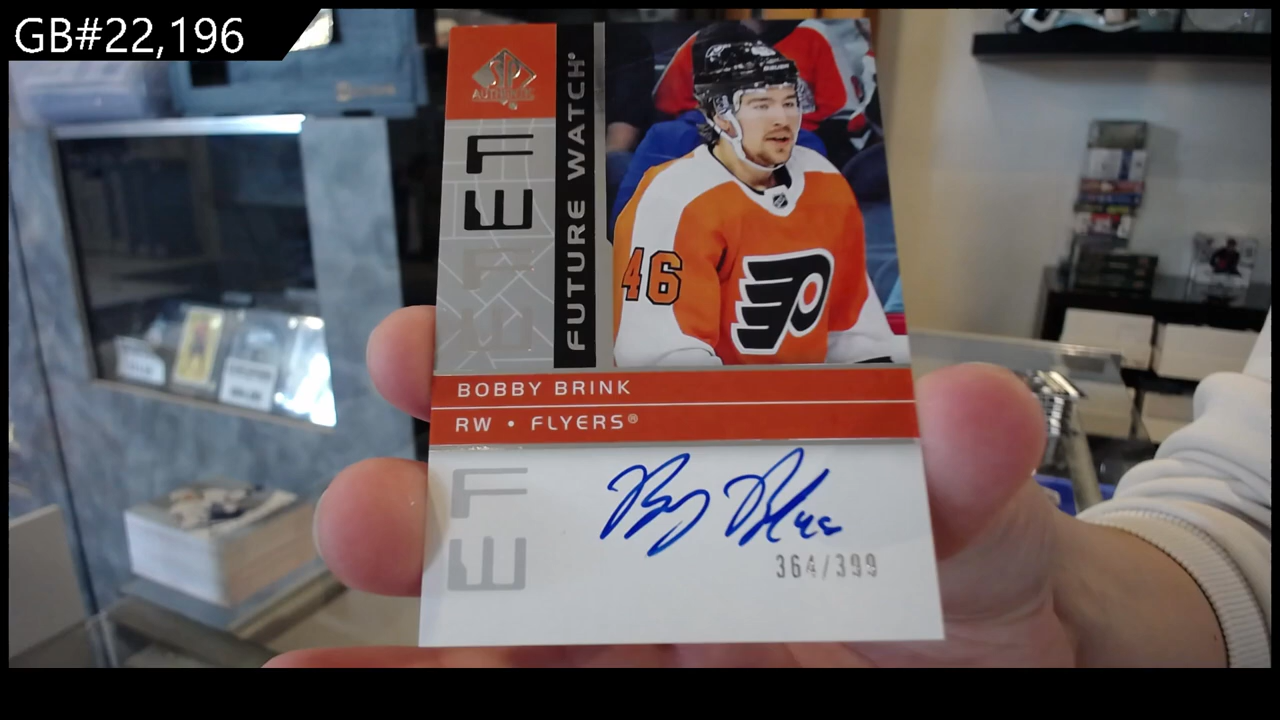 GB#22,196
SP
AUTHENTIC
FW
FUTURE WATCH®
46
BOBBY BRINK
RW • FLYERS®
FW
364/399